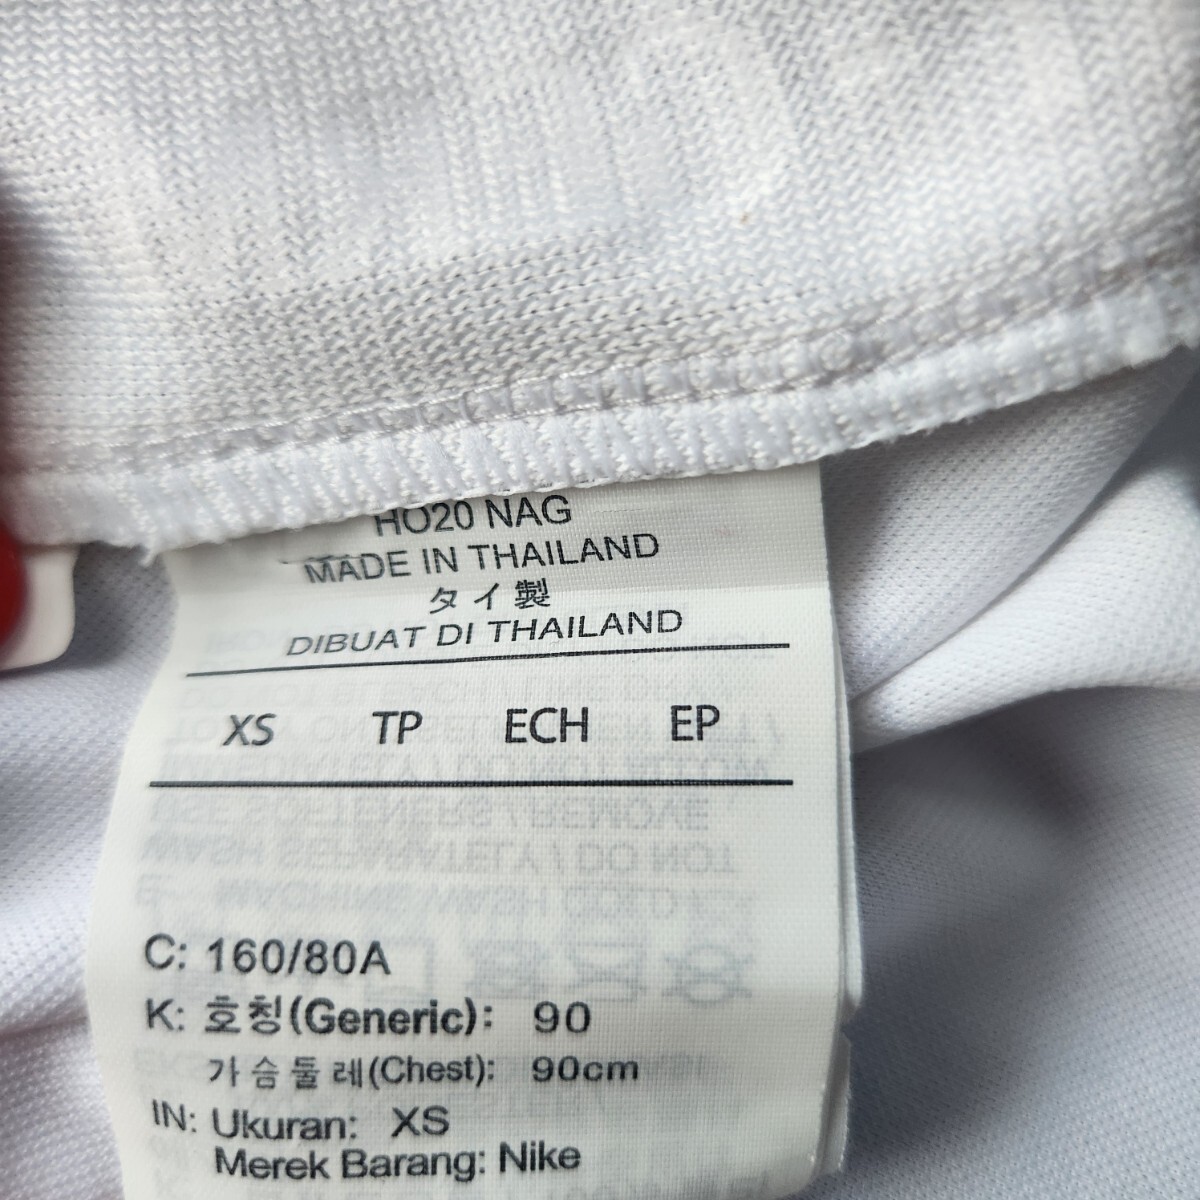 HO20 NAG
MADE IN THAILAND
タイ製
DIBUAT DI THAILAND
XS TP ECH EP
C: 160/80A
K: 호칭(Generic): 90
가슴둘레(Chest): 90cm
IN: Ukuran: XS
Merek Barang: Nike